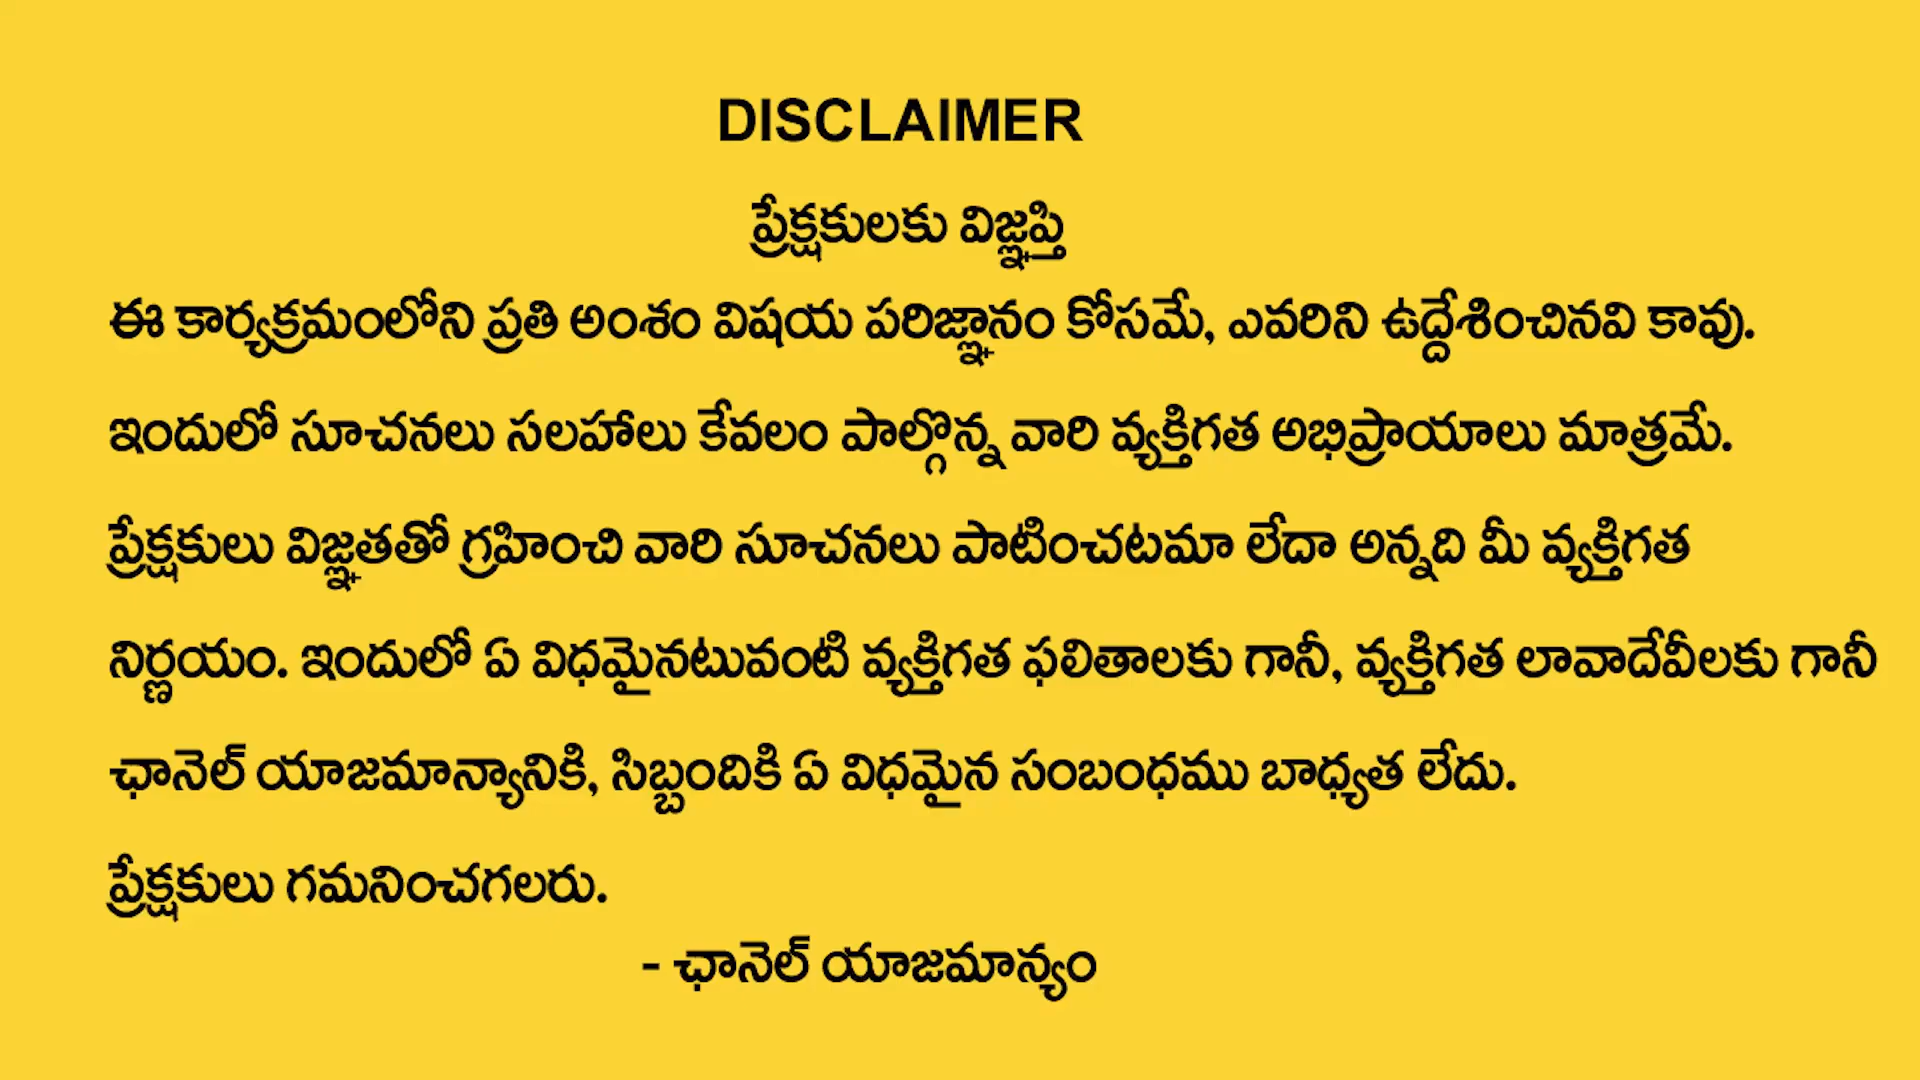 DISCLAIMER
ప్రేక్షకులకు విజ్ఞప్తి
ఈ కార్యక్రమంలోని ప్రతి అంశం విషయ పరిజ్ఞానం కోసమే, ఎవరిని ఉద్దేశించినవి కావు.
ఇందులో సూచనలు సలహాలు కేవలం పాల్గొన్న వారి వ్యక్తిగత అభిప్రాయాలు మాత్రమే.
ప్రేక్షకులు విజ్ఞతతో గ్రహించి వారి సూచనలు పాటించటమా లేదా అన్నది మీ వ్యక్తిగత
నిర్ణయం. ఇందులో ఏ విధమైనటువంటి వ్యక్తిగత ఫలితాలకు గానీ, వ్యక్తిగత లావాదేవీలకు గానీ
ఛానెల్ యాజమాన్యానికి, సిబ్బందికి ఏ విధమైన సంబంధము బాధ్యత లేదు.
ప్రేక్షకులు గమనించగలరు.
- ఛానెల్ యాజమాన్యం